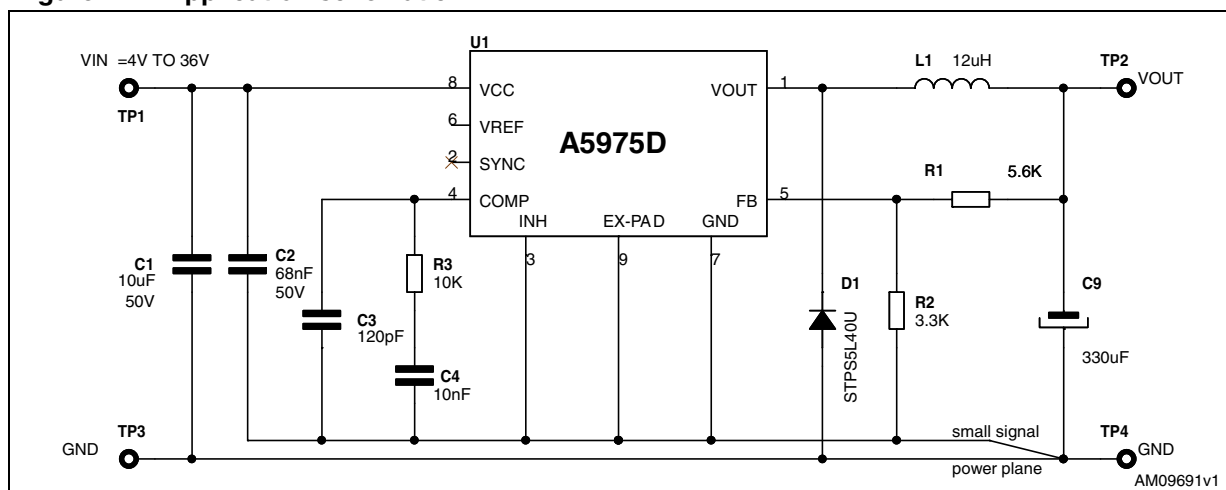 U1
VIN =4V TO 36V
TP1
8
VCC
6
VREF
2
SYNC
4
COMP
A5975D
VOUT
1
FB
5
INH
3
EX-PAD
9
GND
7
L1
12uH
TP2
VOUT
R1
5.6K
C1
10uF
50V
C2
68nF
50V
R3
10K
C3
120pF
C4
10nF
D1
STPS5L40U
R2
3.3K
C9
330uF
TP3
GND
small signal
power plane
TP4
GND
AM09691v1